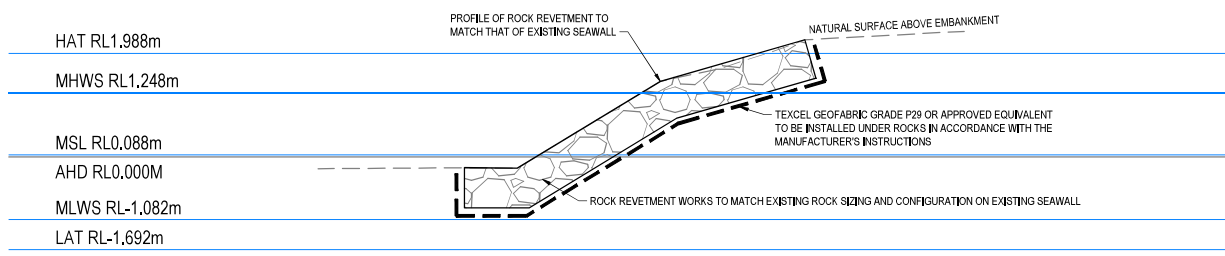 PROFILE OF ROCK REVETMENT TO
MATCH THAT OF EXISTING SEAWALL
NATURAL SURFACE ABOVE EMBANKMENT
HAT RL1.988m
MHWS RL1.248m
TEXCEL GEOFABRIC GRADE P29 OR APPROVED EQUIVALENT
TO BE INSTALLED UNDER ROCKS IN ACCORDANCE WITH THE
MANUFACTURER'S INSTRUCTIONS
MSL RL0.088m
AHD RL0.000M
MLWS RL-1.082m
ROCK REVETMENT WORKS TO MATCH EXISTING ROCK SIZING AND CONFIGURATION ON EXISTING SEAWALL
LAT RL-1.692m